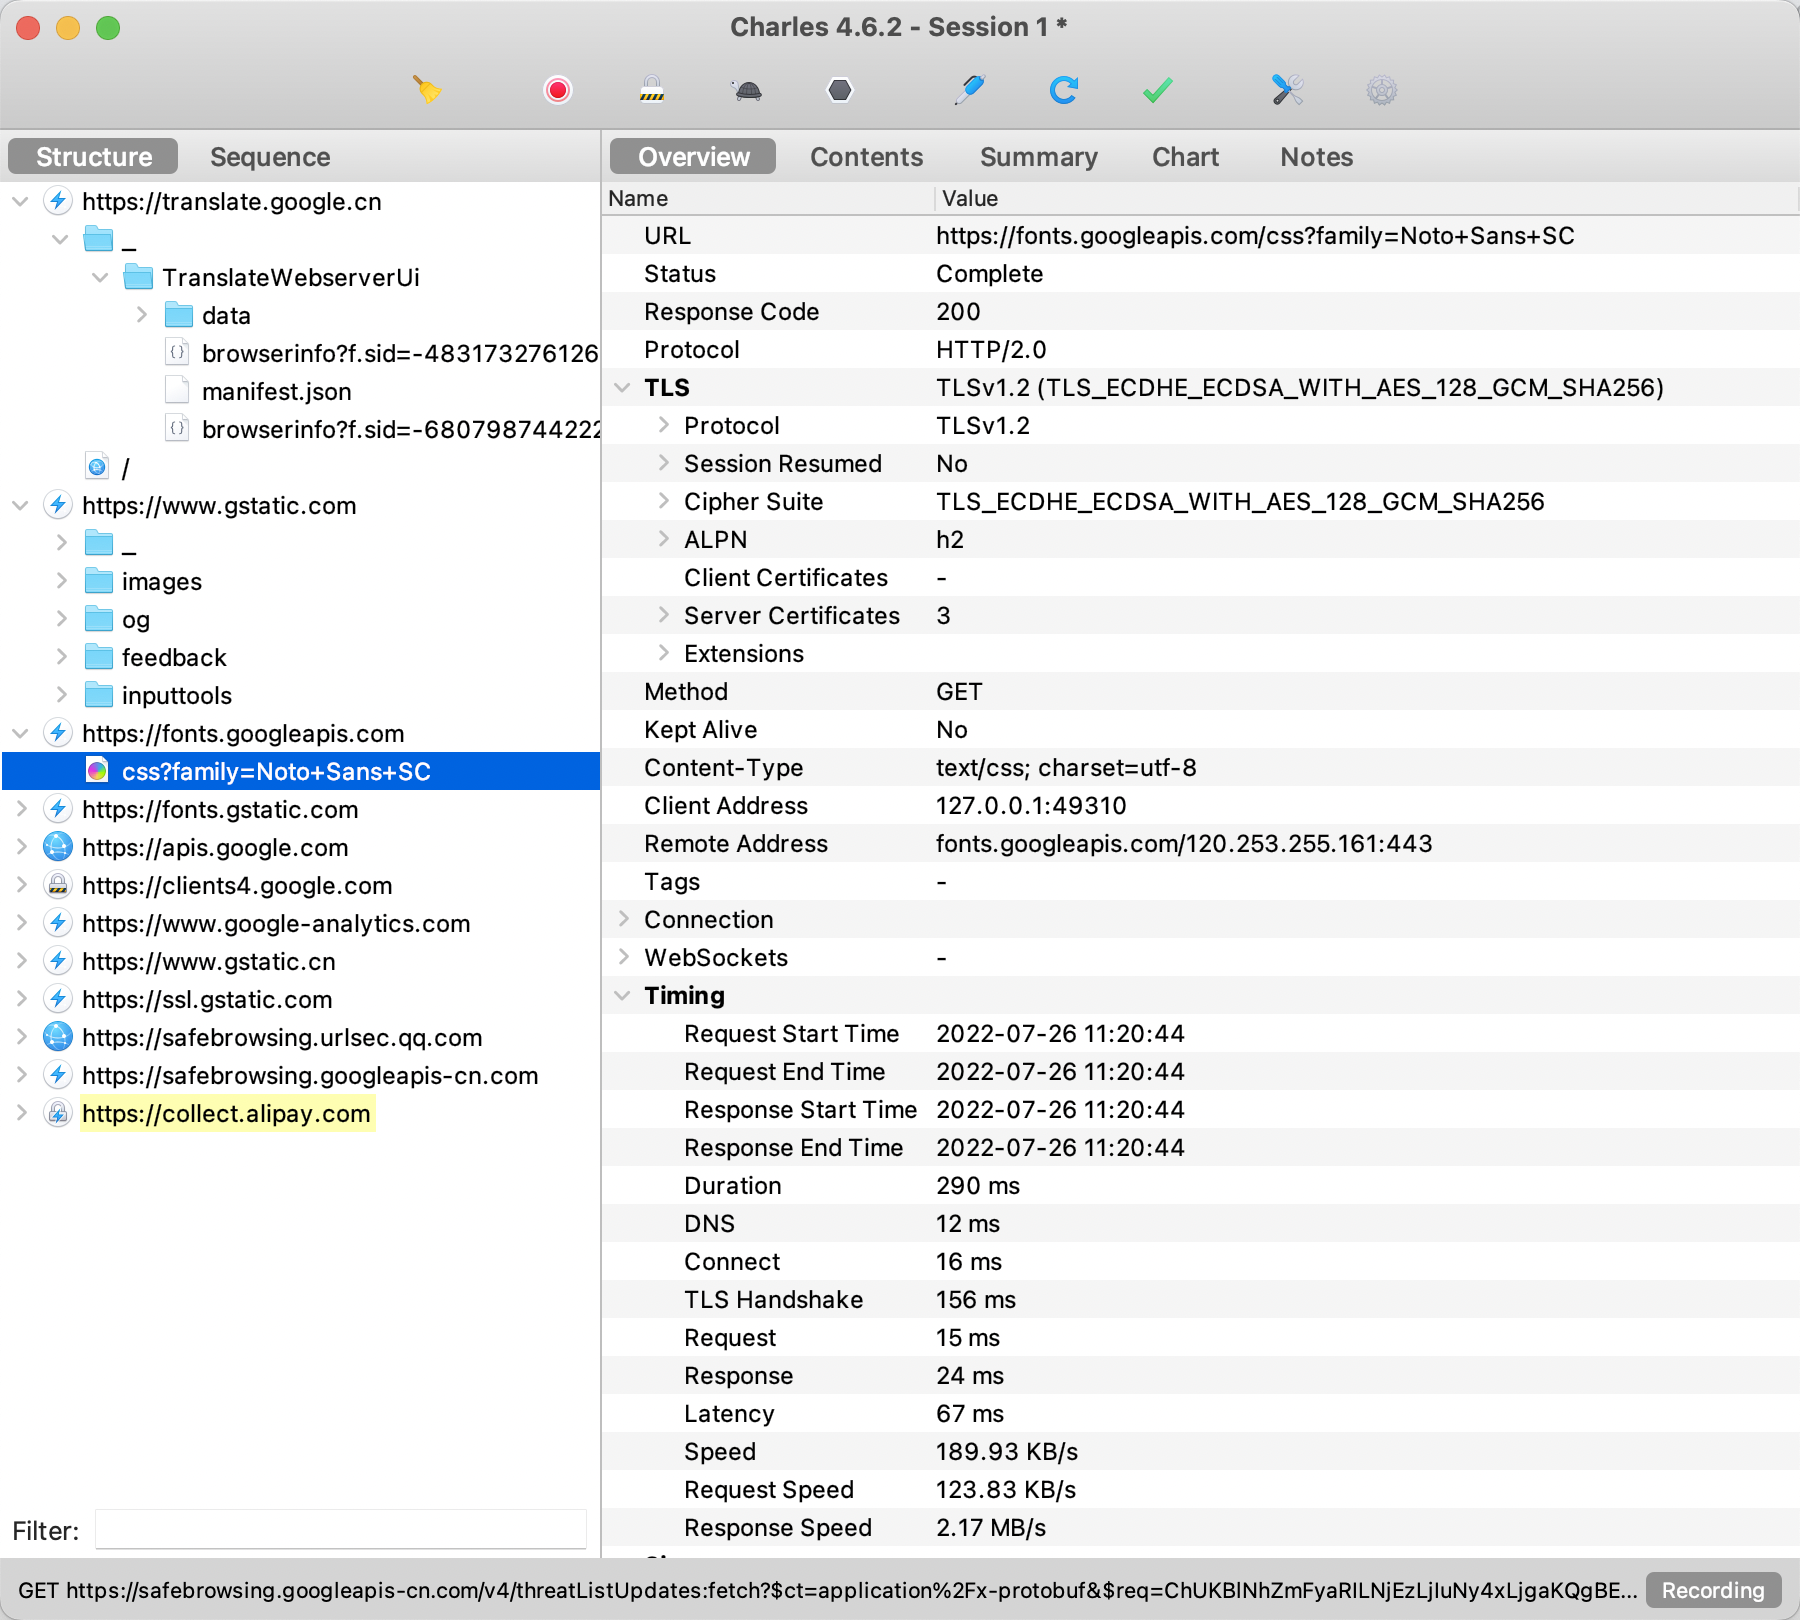 Charles 4.6.2 - Session 1 *
Structure
Sequence
https://translate.google.cn
_
TranslateWebserverUi
data
browserinfo?f.sid=-483173276126
manifest.json
browserinfo?f.sid=-680798744222
/
https://www.gstatic.com
_
images
og
feedback
inputtools
https://fonts.googleapis.com
css?family=Noto+Sans+SC
https://fonts.gstatic.com
https://apis.google.com
https://clients4.google.com
https://www.google-analytics.com
https://www.gstatic.cn
https://ssl.gstatic.com
https://safebrowsing.urlsec.qq.com
https://safebrowsing.googleapis-cn.com
https://collect.alipay.com
Filter:
Overview
Contents
Summary
Chart
Notes
Name Value
URL https://fonts.googleapis.com/css?family=Noto+Sans+SC
Status Complete
Response Code 200
Protocol HTTP/2.0
TLS TLSv1.2 (TLS_ECDHE_ECDSA_WITH_AES_128_GCM_SHA256)
Protocol TLSv1.2
Session Resumed No
Cipher Suite TLS_ECDHE_ECDSA_WITH_AES_128_GCM_SHA256
ALPN h2
Client Certificates -
Server Certificates 3
Extensions
Method GET
Kept Alive No
Content-Type text/css; charset=utf-8
Client Address 127.0.0.1:49310
Remote Address fonts.googleapis.com/120.253.255.161:443
Tags -
Connection
WebSockets -
Timing
Request Start Time 2022-07-26 11:20:44
Request End Time 2022-07-26 11:20:44
Response Start Time 2022-07-26 11:20:44
Response End Time 2022-07-26 11:20:44
Duration 290 ms
DNS 12 ms
Connect 16 ms
TLS Handshake 156 ms
Request 15 ms
Response 24 ms
Latency 67 ms
Speed 189.93 KB/s
Request Speed 123.83 KB/s
Response Speed 2.17 MB/s
GET https://safebrowsing.googleapis-cn.com/v4/threatListUpdates:fetch?$ct=application%2Fx-protobuf&$req=ChUKBlNhZmFyaRILNjEzLjIuNy4xLjgaKQgBE...
Recording